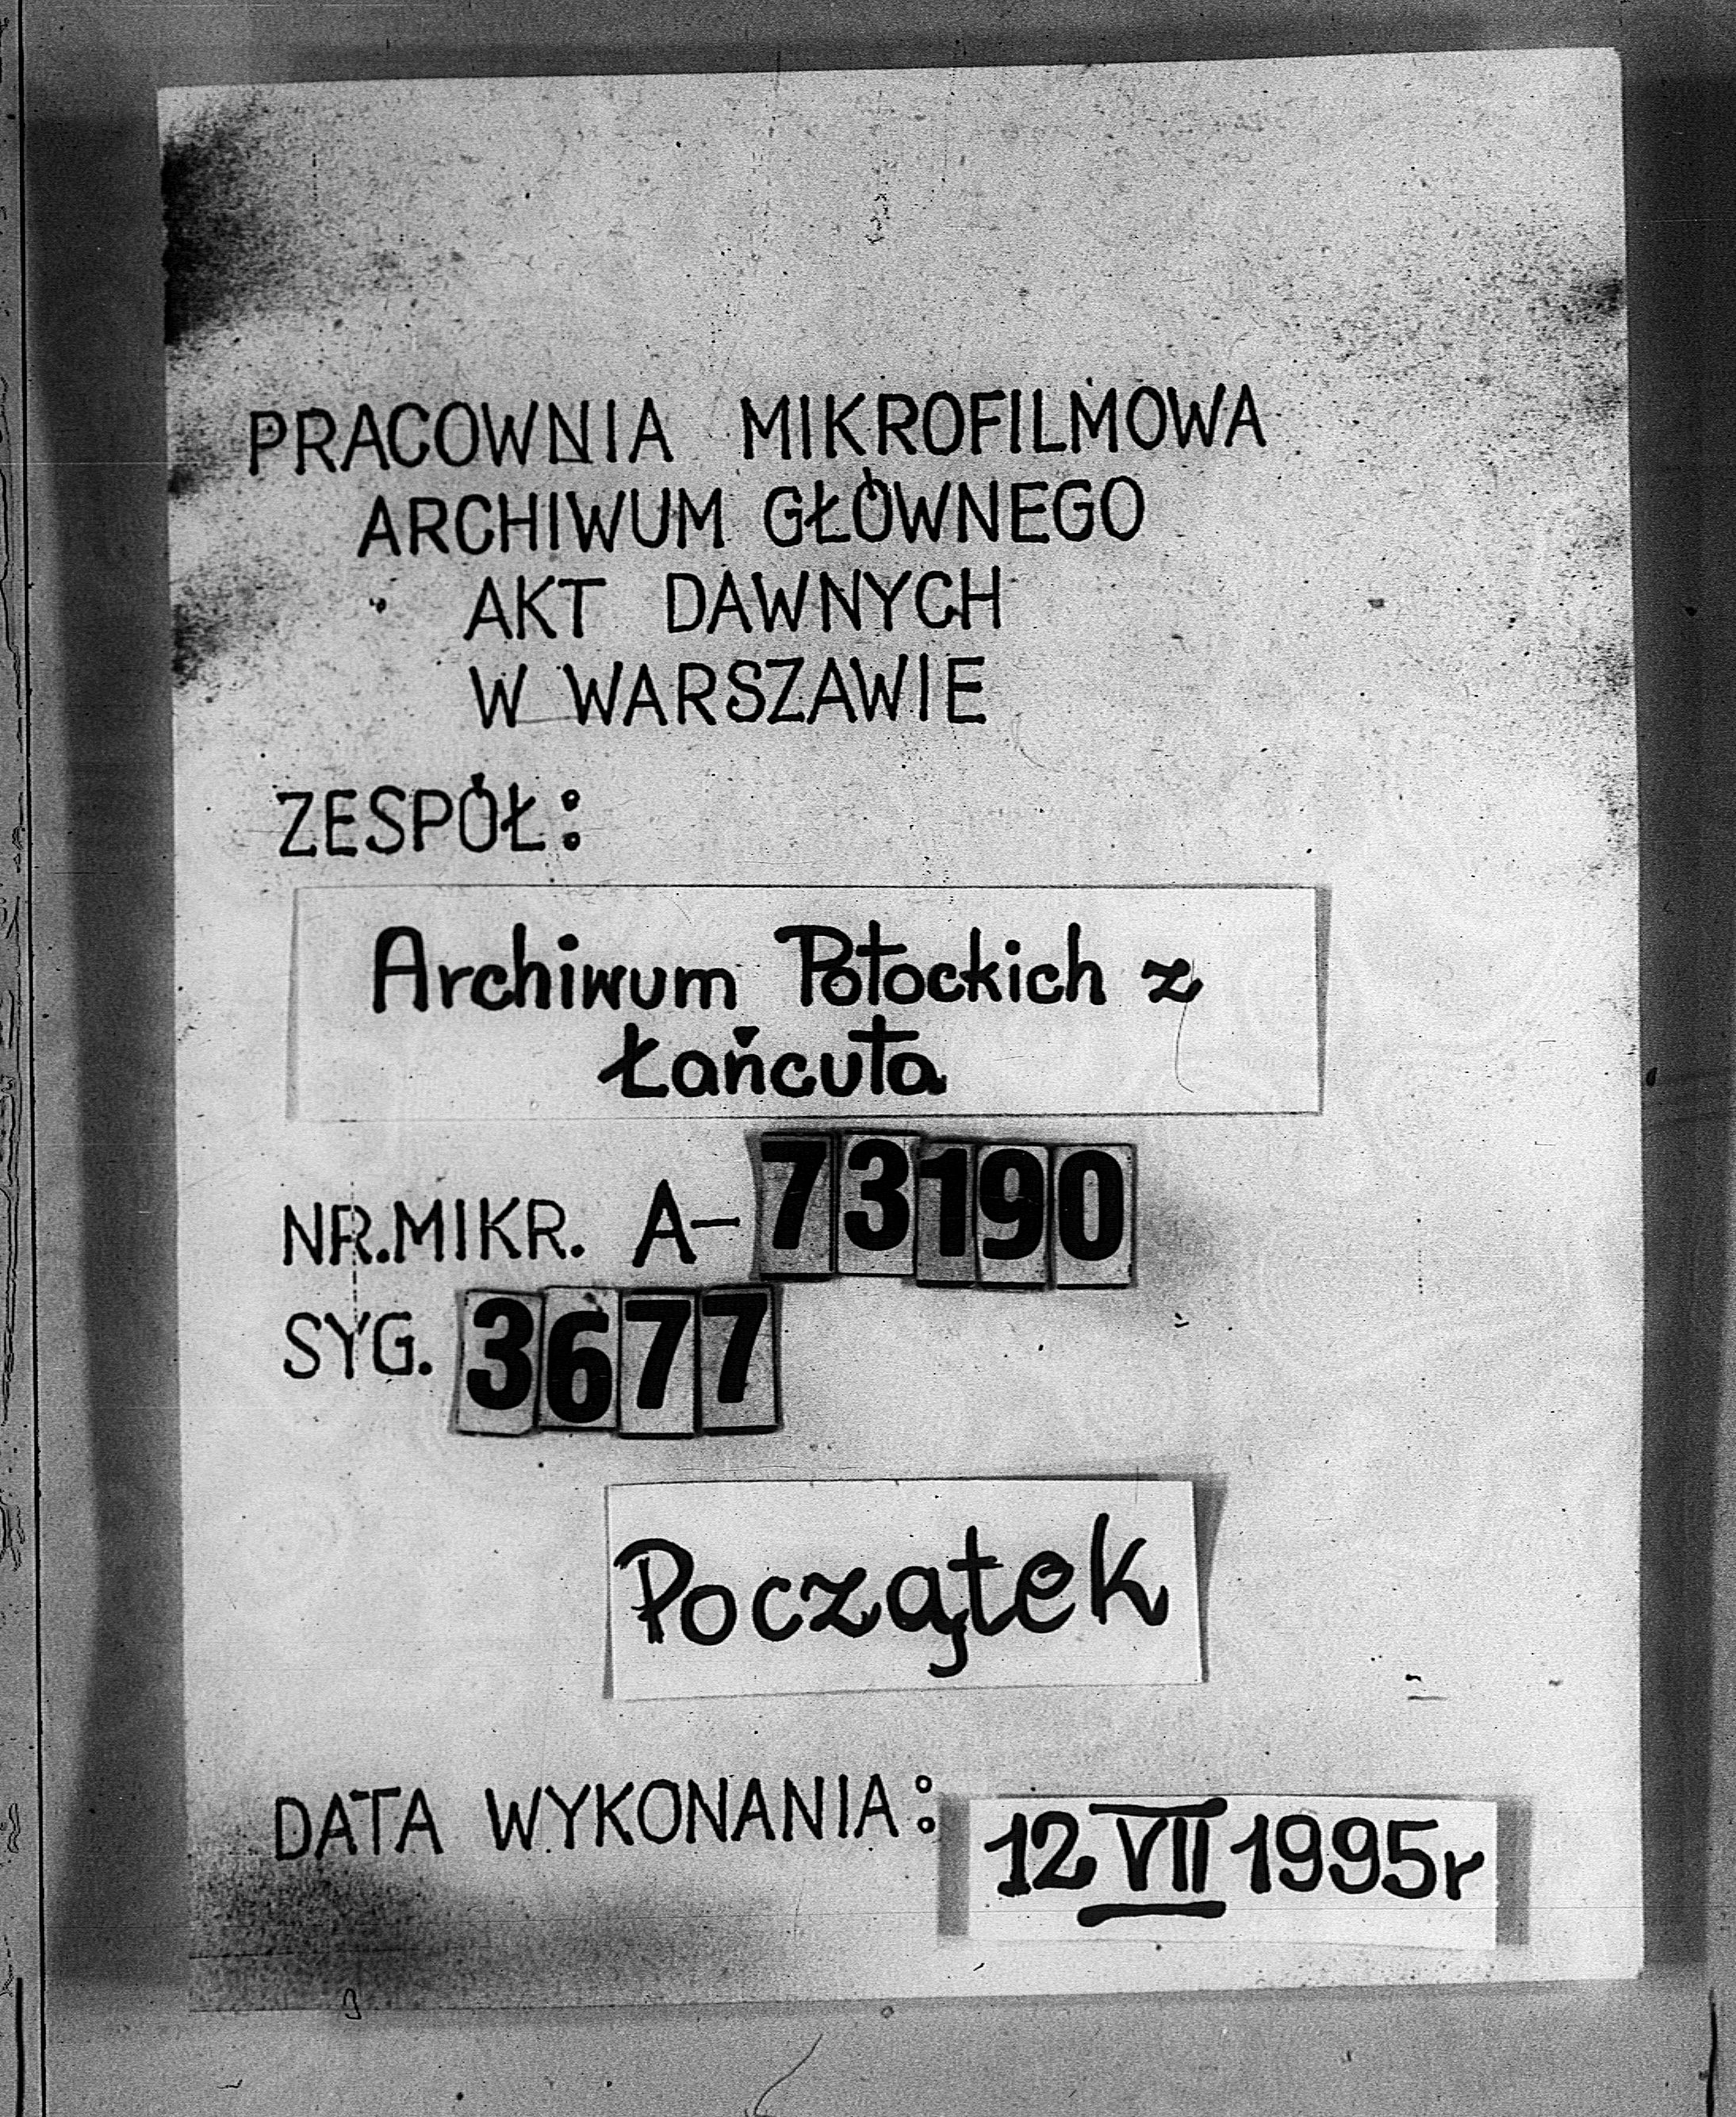 PRACOWNIA MIKROFILMOWA
ARCHIWUM GŁÓWNEGO
AKT DAWNYCH
W WARSZAWIE
ZESPÓŁ:
Archiwum Potockich z
Łańcuta
NR.MIKR. A-73190
SYG. 3677
Początek
DATA WYKONANIA: 12 VII 1995r